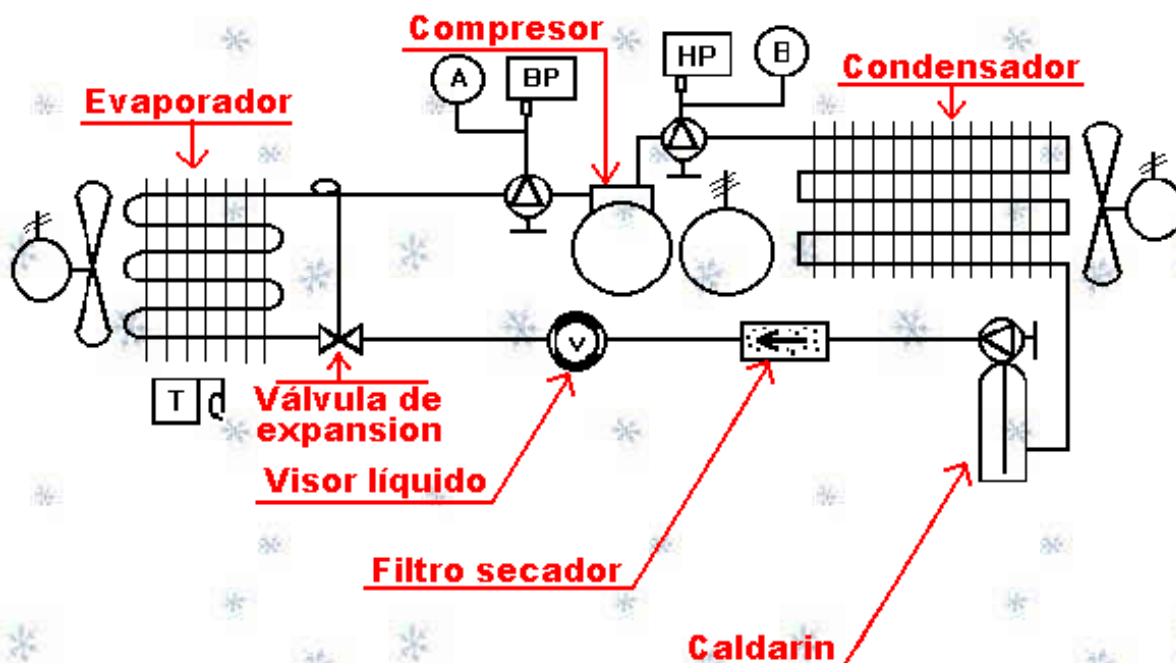 Compresor
HP
B
Condensador
A
BP
Evaporador
V
T
Válvula de
expansion
Visor líquido
Filtro secador
Caldarin